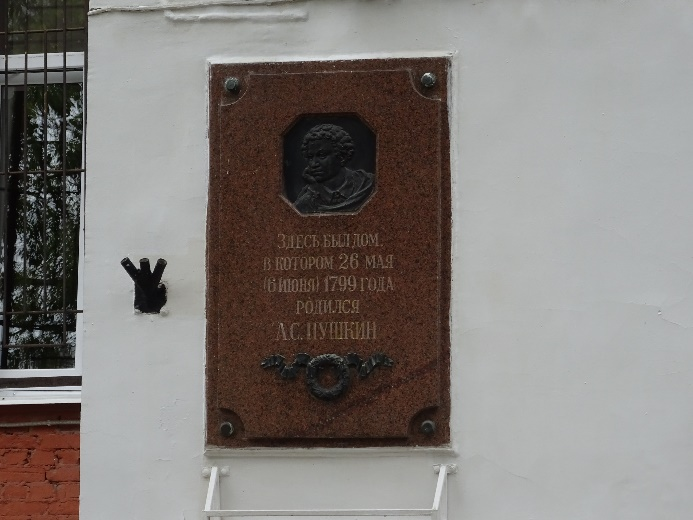 ЗДЕСЬ БЫЛ ДОМ,
В КОТОРОМ 26 МАЯ
(6 ИЮНЯ) 1799 ГОДА
РОДИЛСЯ
А.С. ПУШКИН